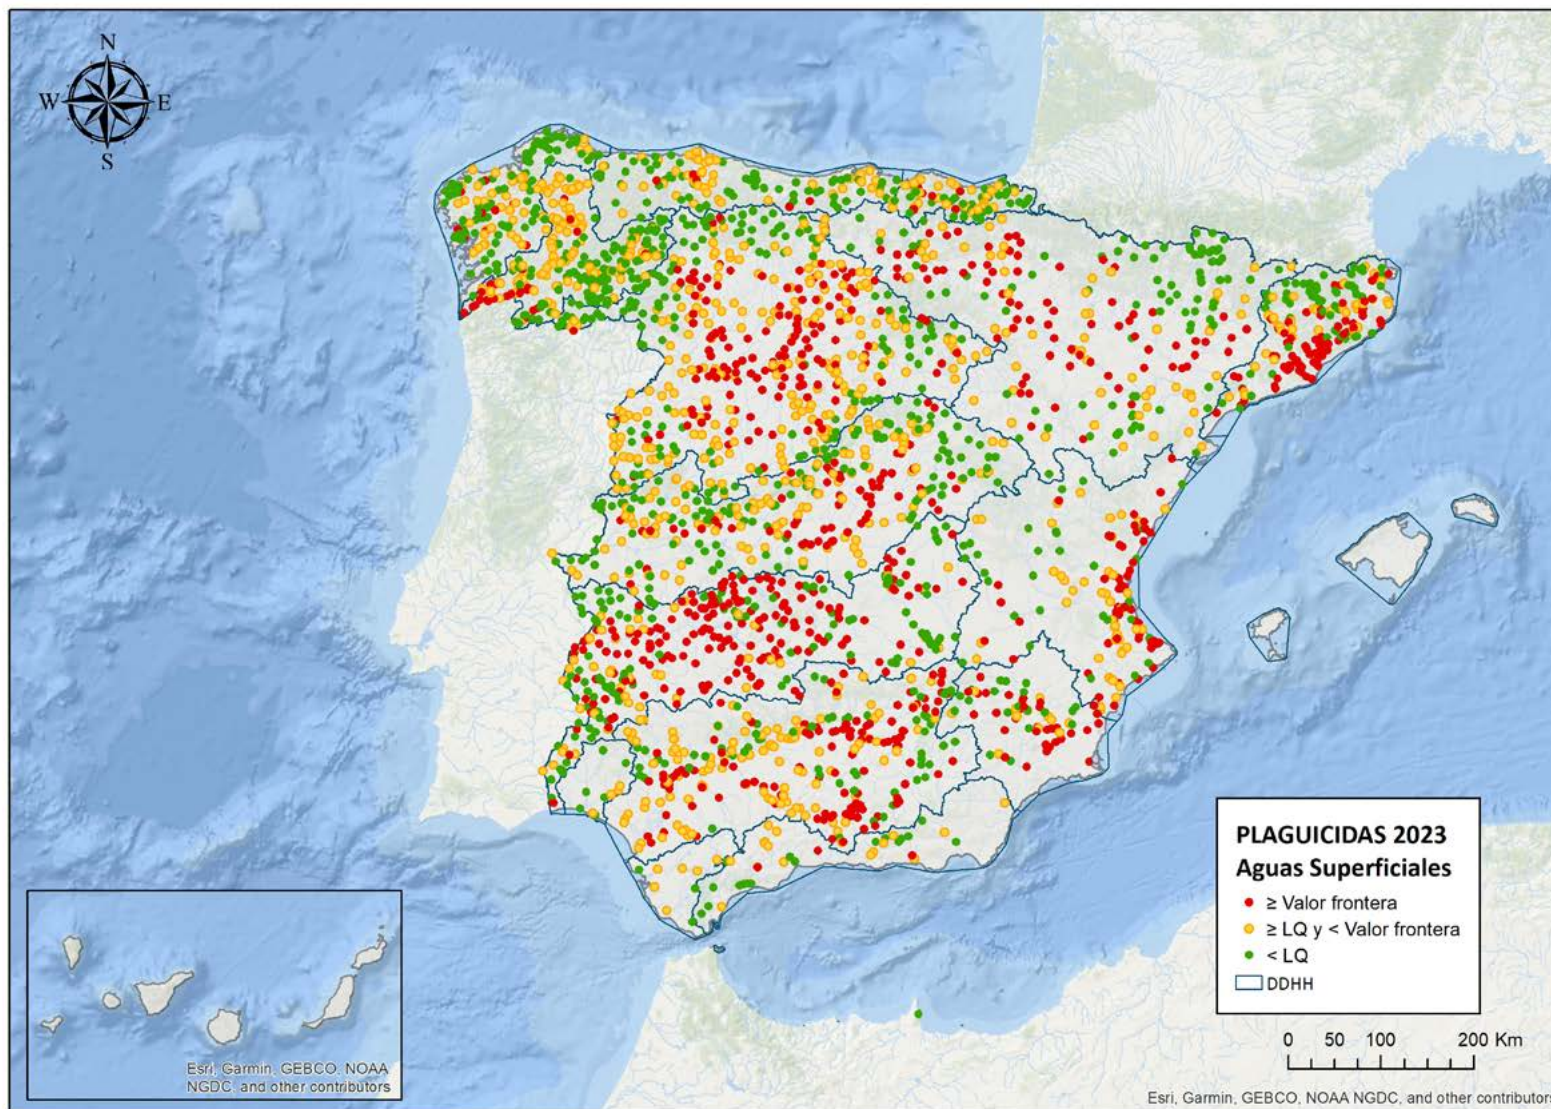 N
W E
S
PLAGUICIDAS 2023
Aguas Superficiales
≥ Valor frontera
≥ LQ y < Valor frontera
< LQ
DDHH
0 50 100 200 Km
Esri, Garmin, GEBCO, NOAA
NGDC, and other contributors
Esri, Garmin, GEBCO, NOAA NGDC, and other contributors